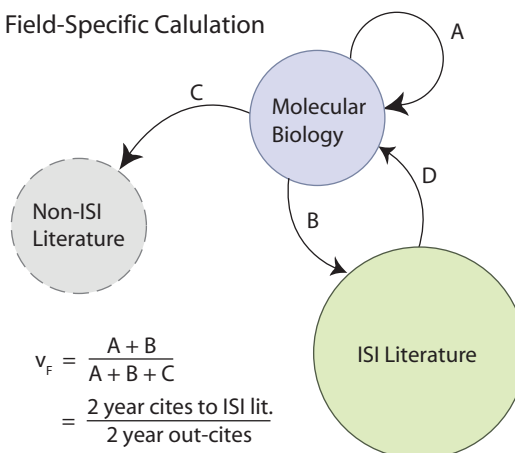 Field-Specific Calulation
A
C
Molecular
Biology
D
Non-ISI
Literature
B
ISI Literature
v_F = A + B / A + B + C
= 2 year cites to ISI lit. / 2 year out-cites